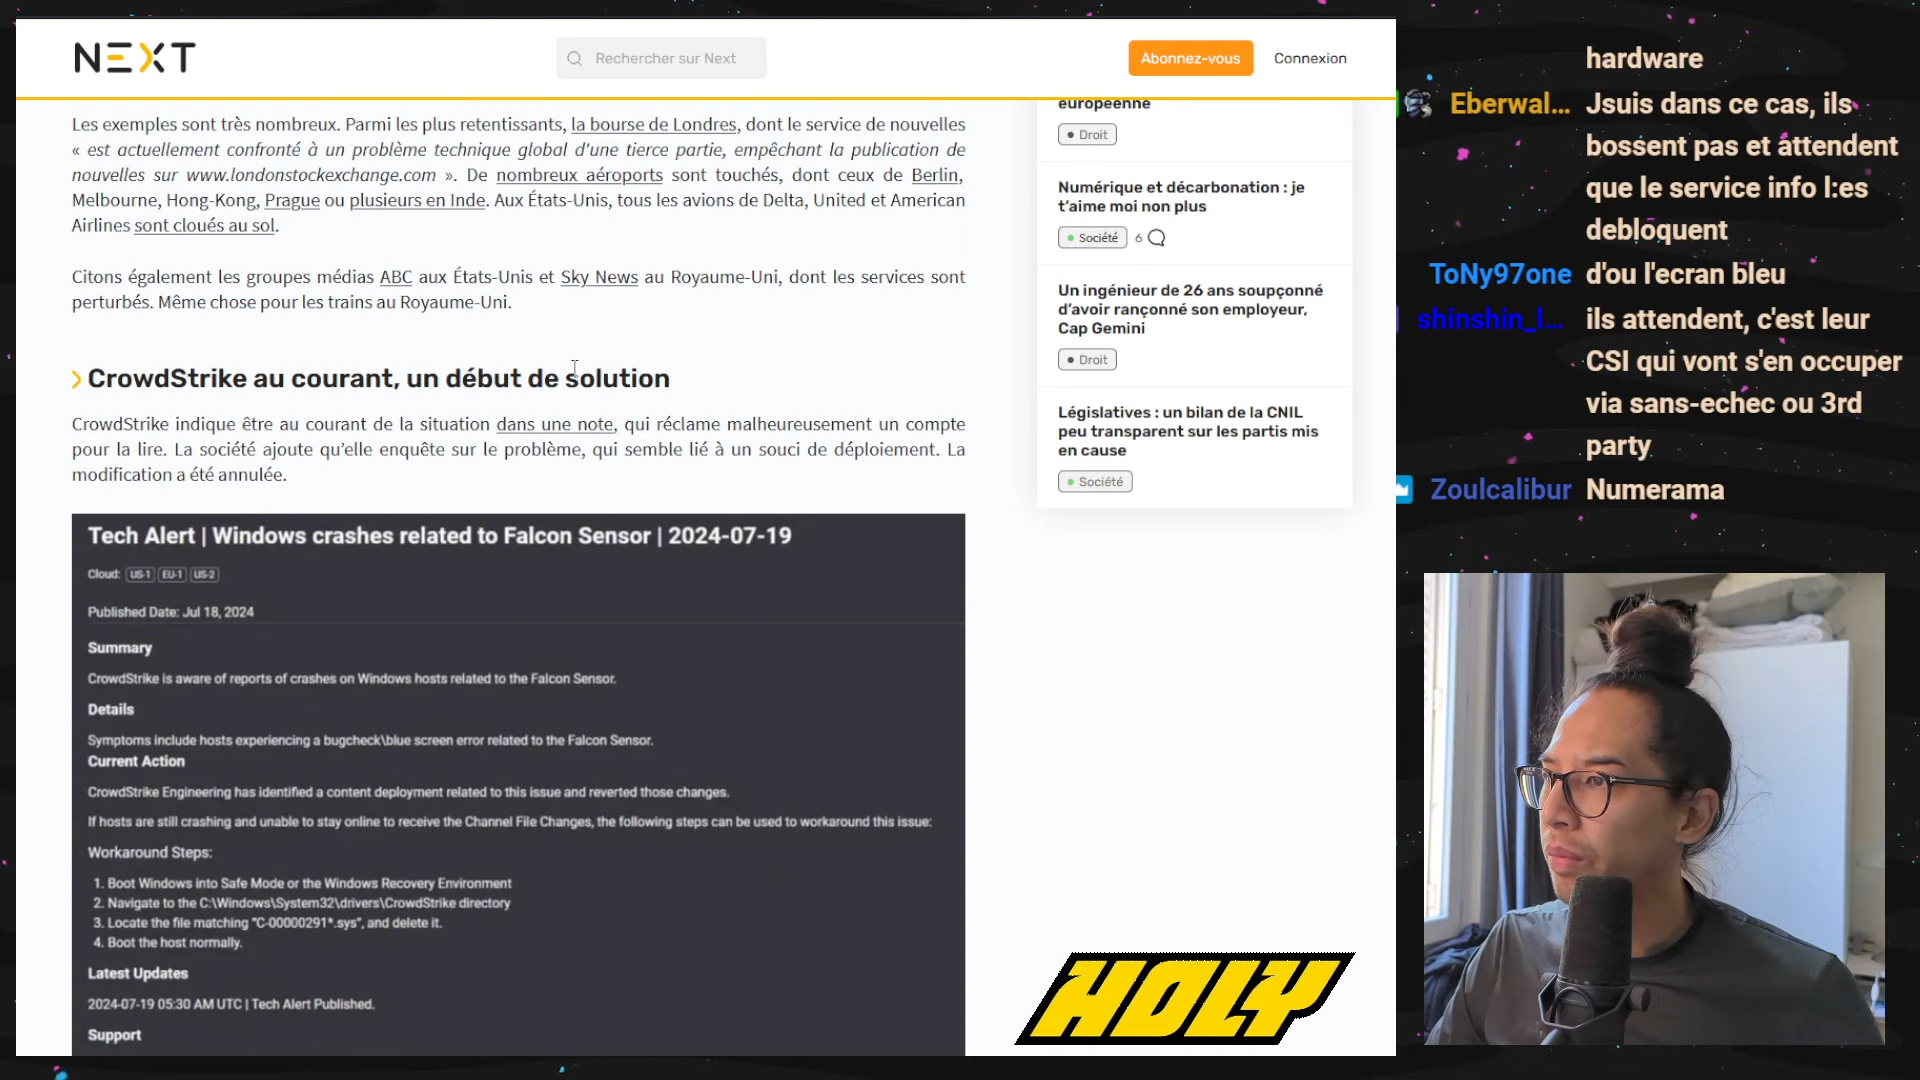 NEXT
Rechercher sur Next
Abonnez-vous
Connexion
Les exemples sont très nombreux. Parmi les plus retentissants, la bourse de Londres, dont le service de nouvelles
« est actuellement confronté à un problème technique global d'une tierce partie, empêchant la publication de
nouvelles sur www.londonstockexchange.com ». De nombreux aéroports sont touchés, dont ceux de Berlin,
Melbourne, Hong-Kong, Prague ou plusieurs en Inde. Aux États-Unis, tous les avions de Delta, United et American
Airlines sont cloués au sol.
Citons également les groupes médias ABC aux États-Unis et Sky News au Royaume-Uni, dont les services sont
perturbés. Même chose pour les trains au Royaume-Uni.
CrowdStrike au courant, un début de solution
CrowdStrike indique être au courant de la situation dans une note, qui réclame malheureusement un compte
pour la lire. La société ajoute qu’elle enquête sur le problème, qui semble lié à un souci de déploiement. La
modification a été annulée.
Tech Alert | Windows crashes related to Falcon Sensor | 2024-07-19
Cloud: US-1 EU-1 US-2
Published Date: Jul 18, 2024
Summary
CrowdStrike is aware of reports of crashes on Windows hosts related to the Falcon Sensor.
Details
Symptoms include hosts experiencing a bugcheck\blue screen error related to the Falcon Sensor.
Current Action
CrowdStrike Engineering has identified a content deployment related to this issue and reverted those changes.
If hosts are still crashing and unable to stay online to receive the Channel File Changes, the following steps can be used to workaround this issue:
Workaround Steps:
1. Boot Windows into Safe Mode or the Windows Recovery Environment
2. Navigate to the C:\Windows\System32\drivers\CrowdStrike directory
3. Locate the file matching “C-00000291*.sys”, and delete it.
4. Boot the host normally.
Latest Updates
2024-07-19 05:30 AM UTC | Tech Alert Published.
Support
européenne
Droit
Numérique et décarbonation : je
t’aime moi non plus
Société 6
Un ingénieur de 26 ans soupçonné
d’avoir rançonné son employeur,
Cap Gemini
Droit
Législatives : un bilan de la CNIL
peu transparent sur les partis mis
en cause
Société
HOLY
hardware
Eberwal... Jsuis dans ce cas, ils
bossent pas et attendent
que le service info l:es
debloquent
ToNy97one d'ou l'ecran bleu
shinshin_l... ils attendent, c'est leur
CSI qui vont s'en occuper
via sans-echec ou 3rd
party
Zoulcalibur Numerama